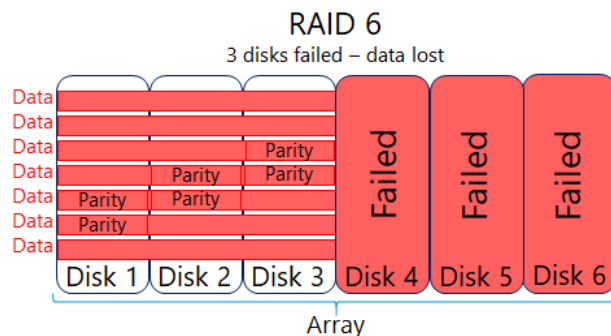 RAID 6
3 disks failed – data lost
Data
Data
Data Parity
Data Parity Parity
Data Parity Parity
Data Parity
Data
Failed Failed Failed
Disk 1 Disk 2 Disk 3 Disk 4 Disk 5 Disk 6
Array